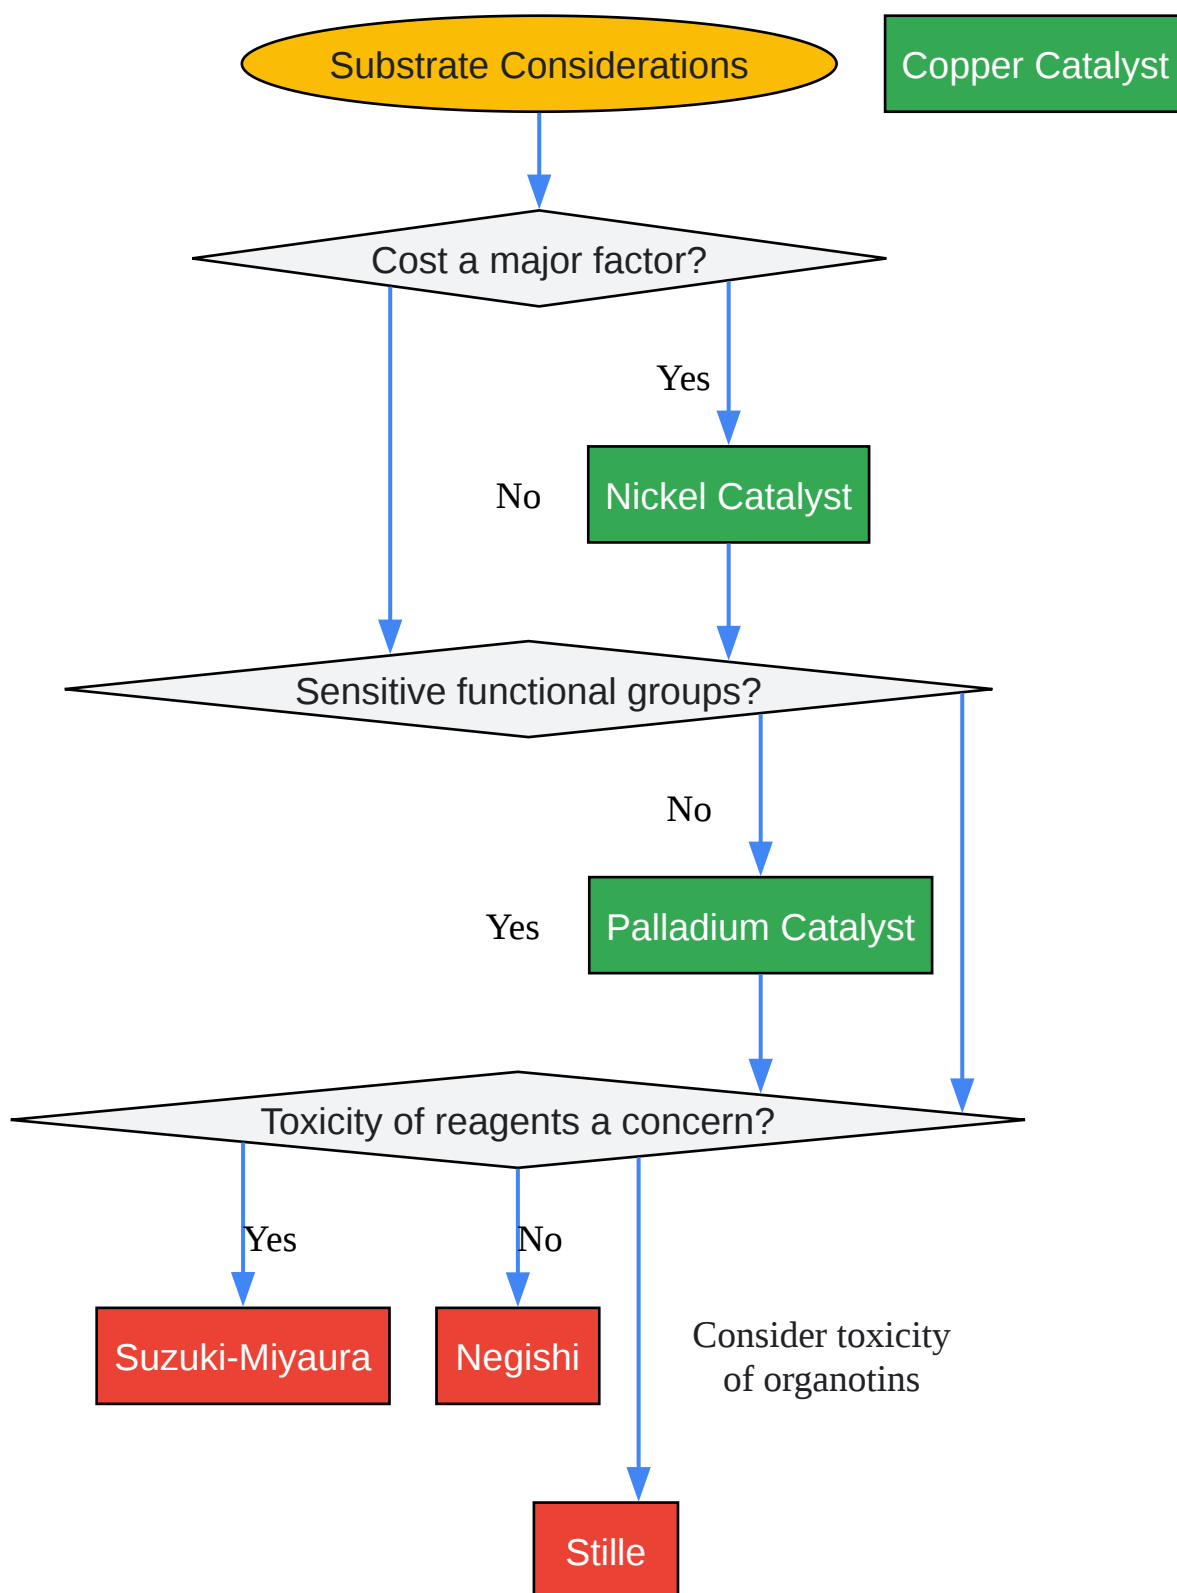 Substrate Considerations
Copper Catalyst
Cost a major factor?
Yes
No
Nickel Catalyst
Sensitive functional groups?
No
Yes
Palladium Catalyst
Toxicity of reagents a concern?
Yes
No
Suzuki-Miyaura
Negishi
Consider toxicity
of organotins
Stille